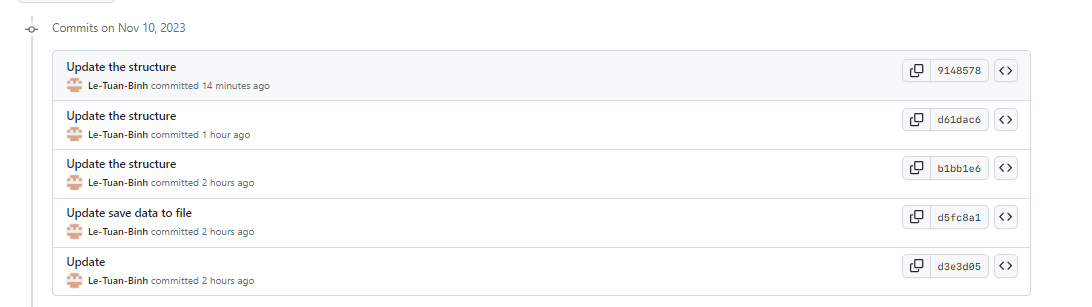 Commits on Nov 10, 2023
Update the structure
Le-Tuan-Binh committed 14 minutes ago
9148578
Update the structure
Le-Tuan-Binh committed 1 hour ago
d61dac6
Update the structure
Le-Tuan-Binh committed 2 hours ago
b1bb1e6
Update save data to file
Le-Tuan-Binh committed 2 hours ago
d5fc8a1
Update
Le-Tuan-Binh committed 2 hours ago
d3e3d05